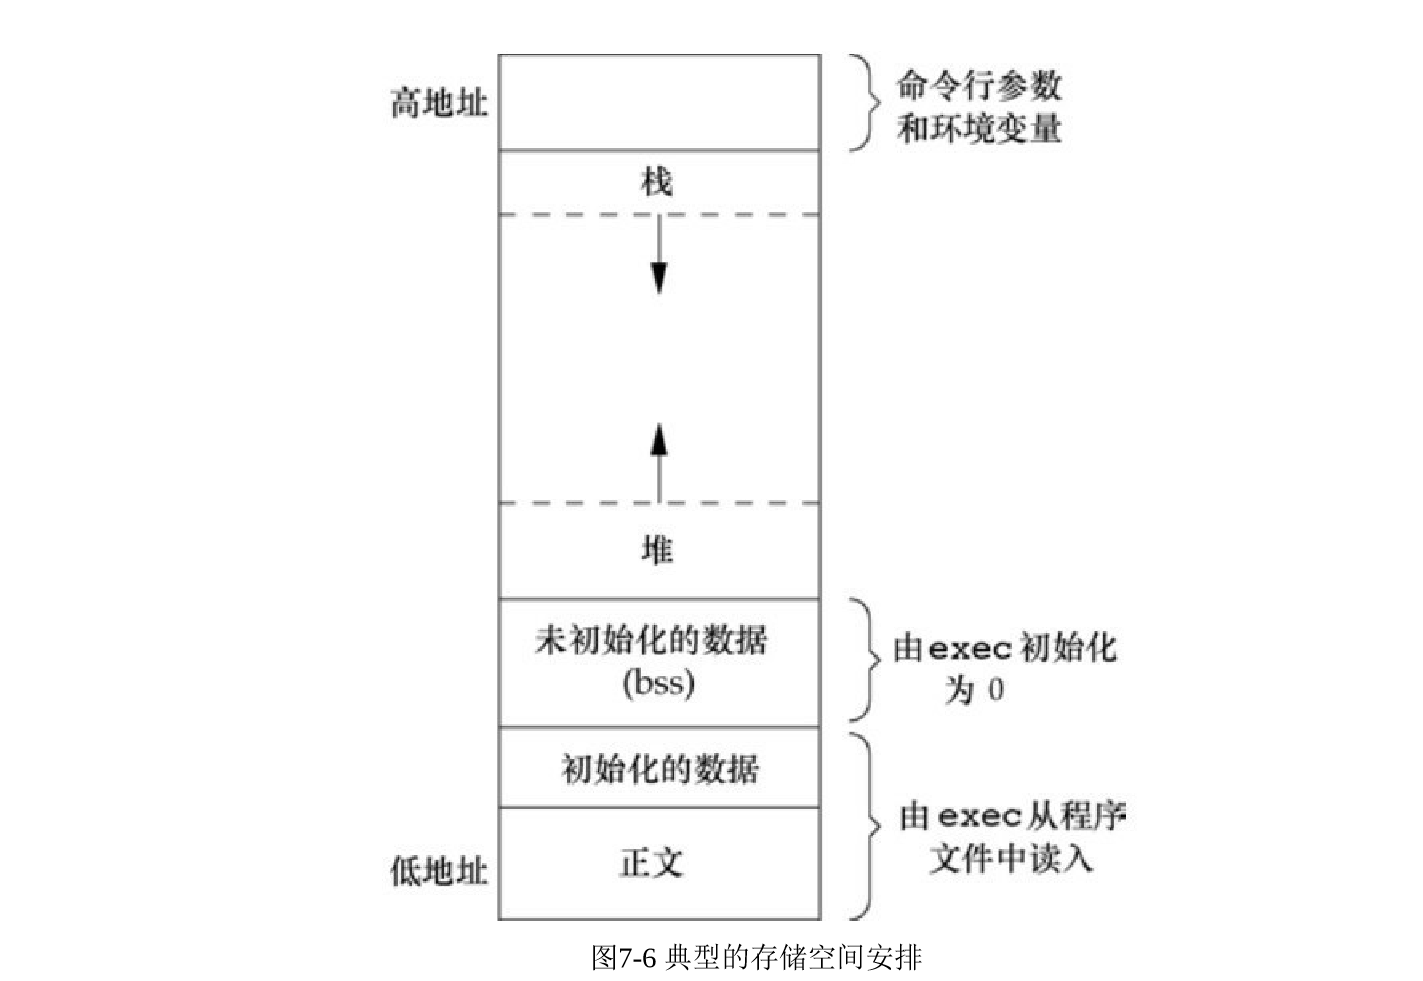 高地址
命令行参数
和环境变量
栈
堆
未初始化的数据
(bss)
由exec初始化
为 0
初始化的数据
由exec从程序
文件中读入
低地址
正文
图7-6 典型的存储空间安排